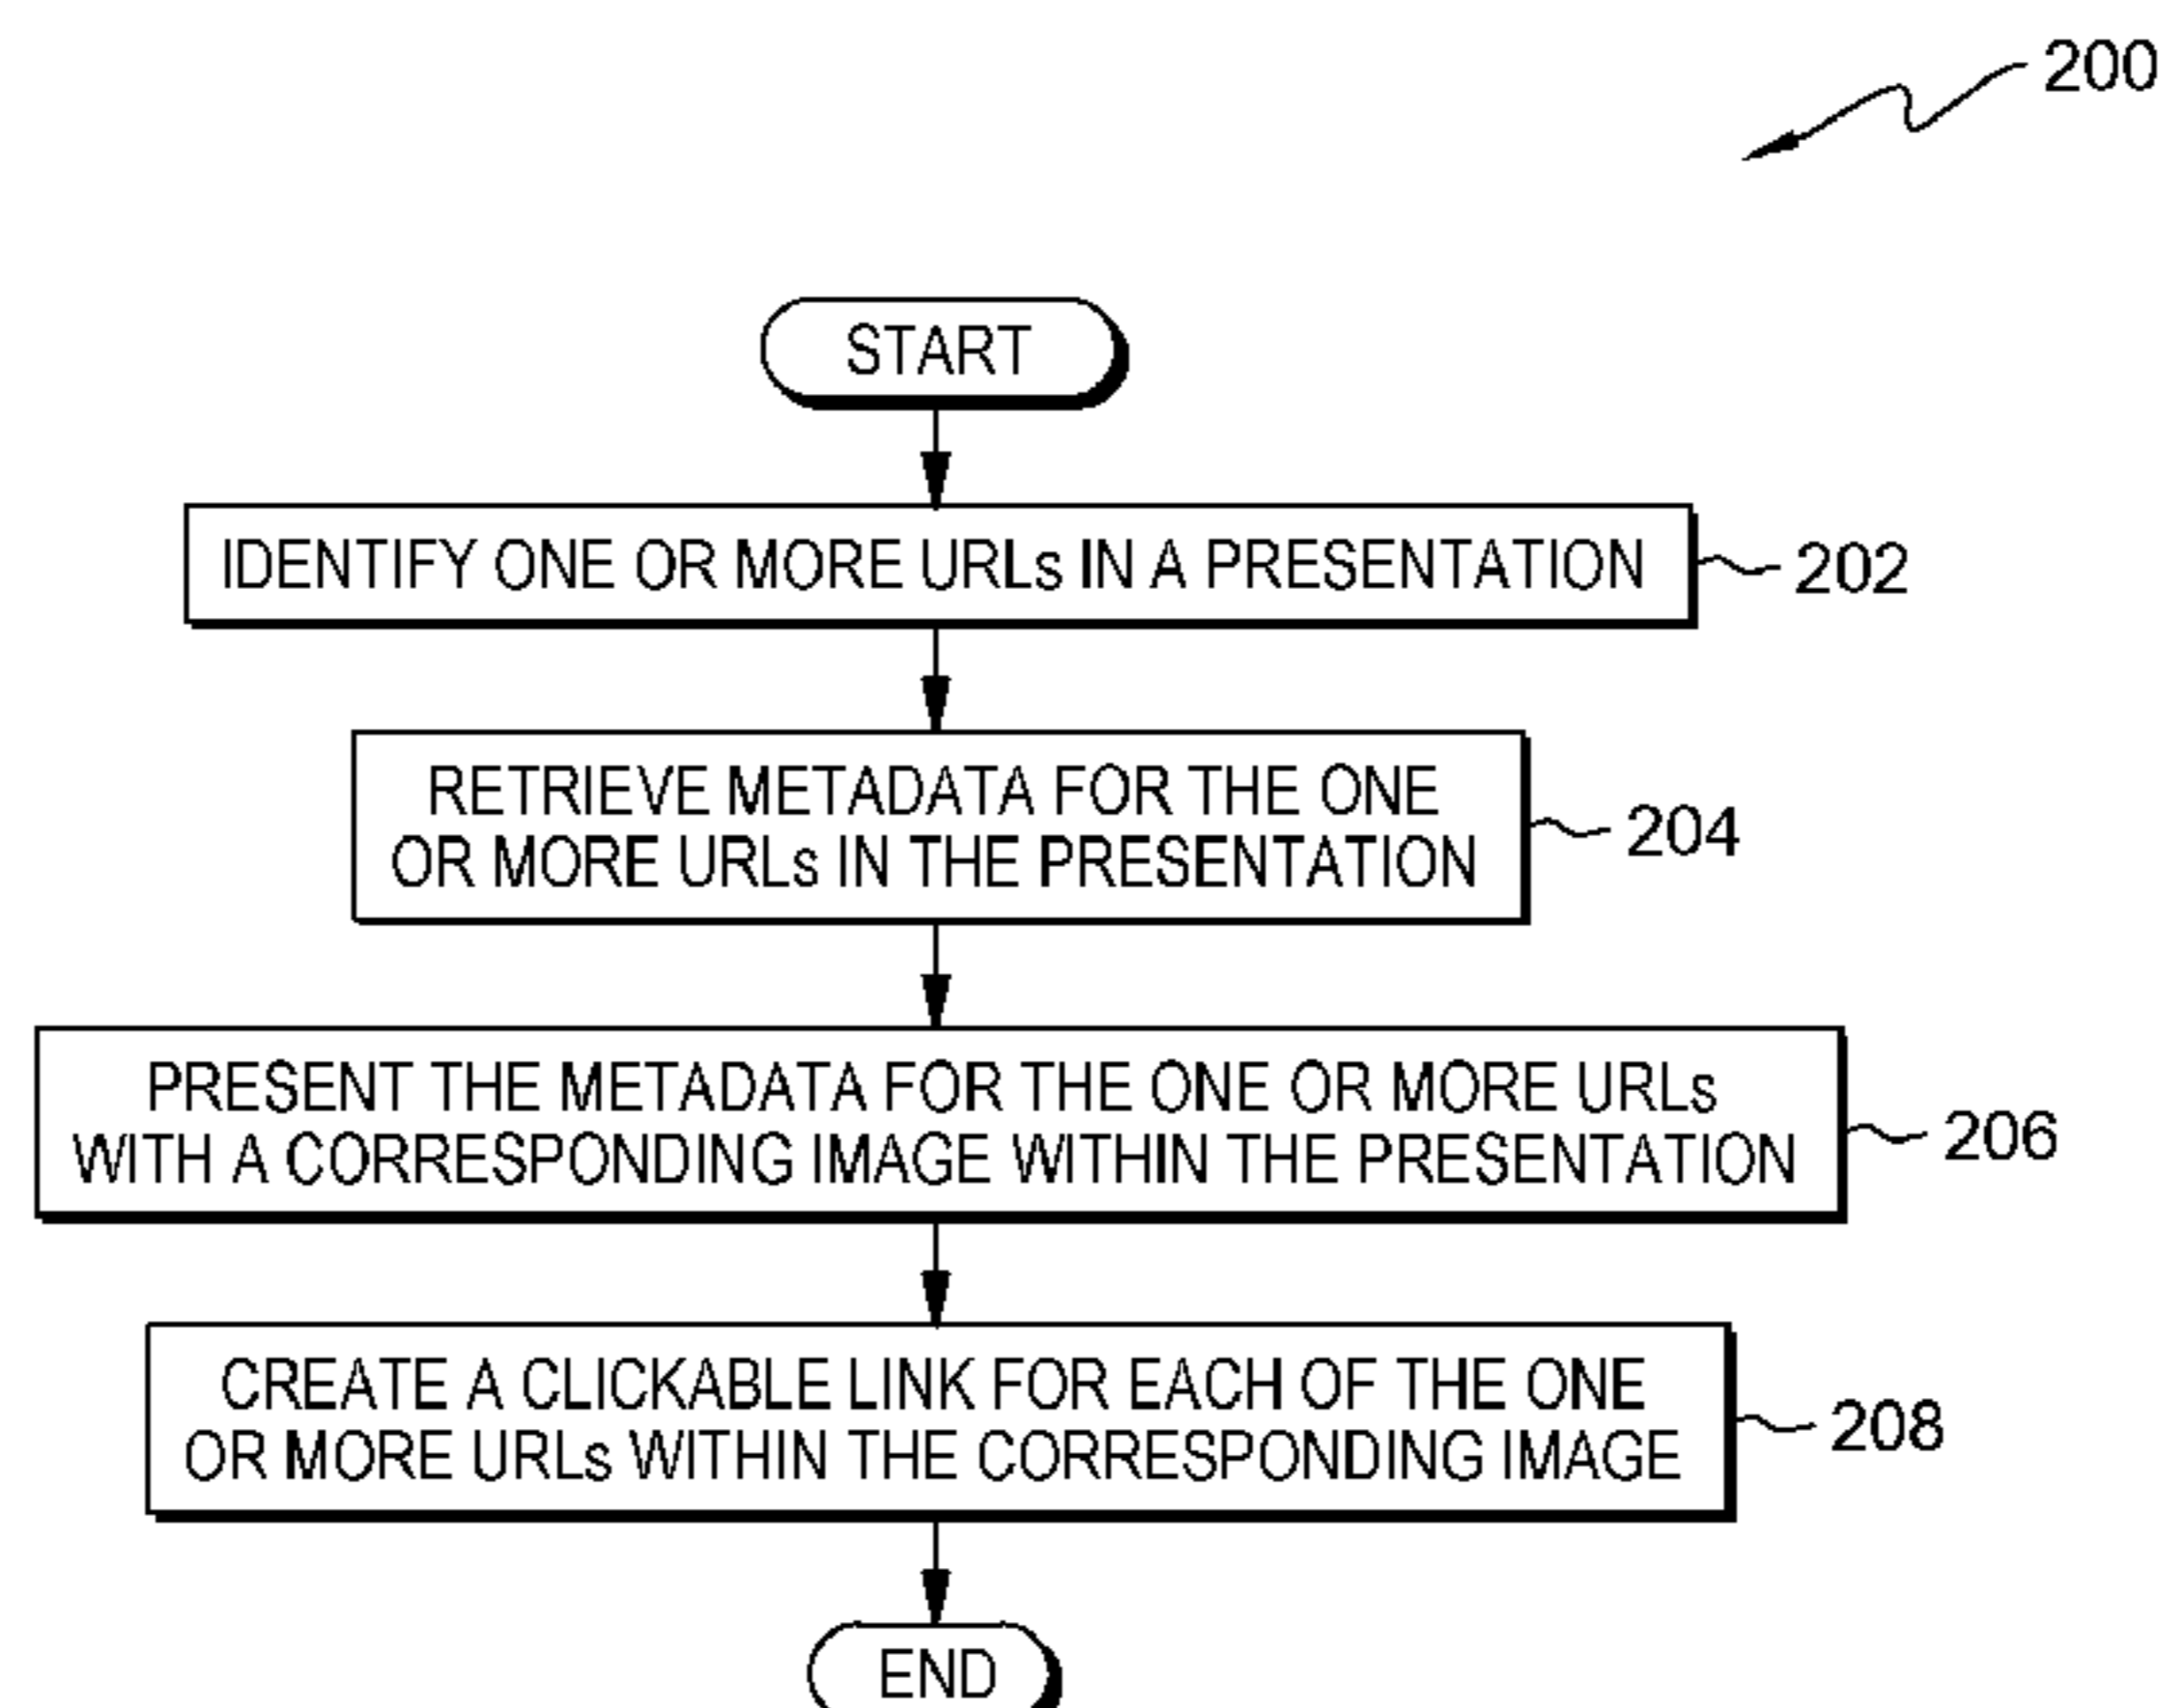 200
START
IDENTIFY ONE OR MORE URLs IN A PRESENTATION
202
RETRIEVE METADATA FOR THE ONE
OR MORE URLs IN THE PRESENTATION
204
PRESENT THE METADATA FOR THE ONE OR MORE URLs
WITH A CORRESPONDING IMAGE WITHIN THE PRESENTATION
206
CREATE A CLICKABLE LINK FOR EACH OF THE ONE
OR MORE URLs WITHIN THE CORRESPONDING IMAGE
208
END